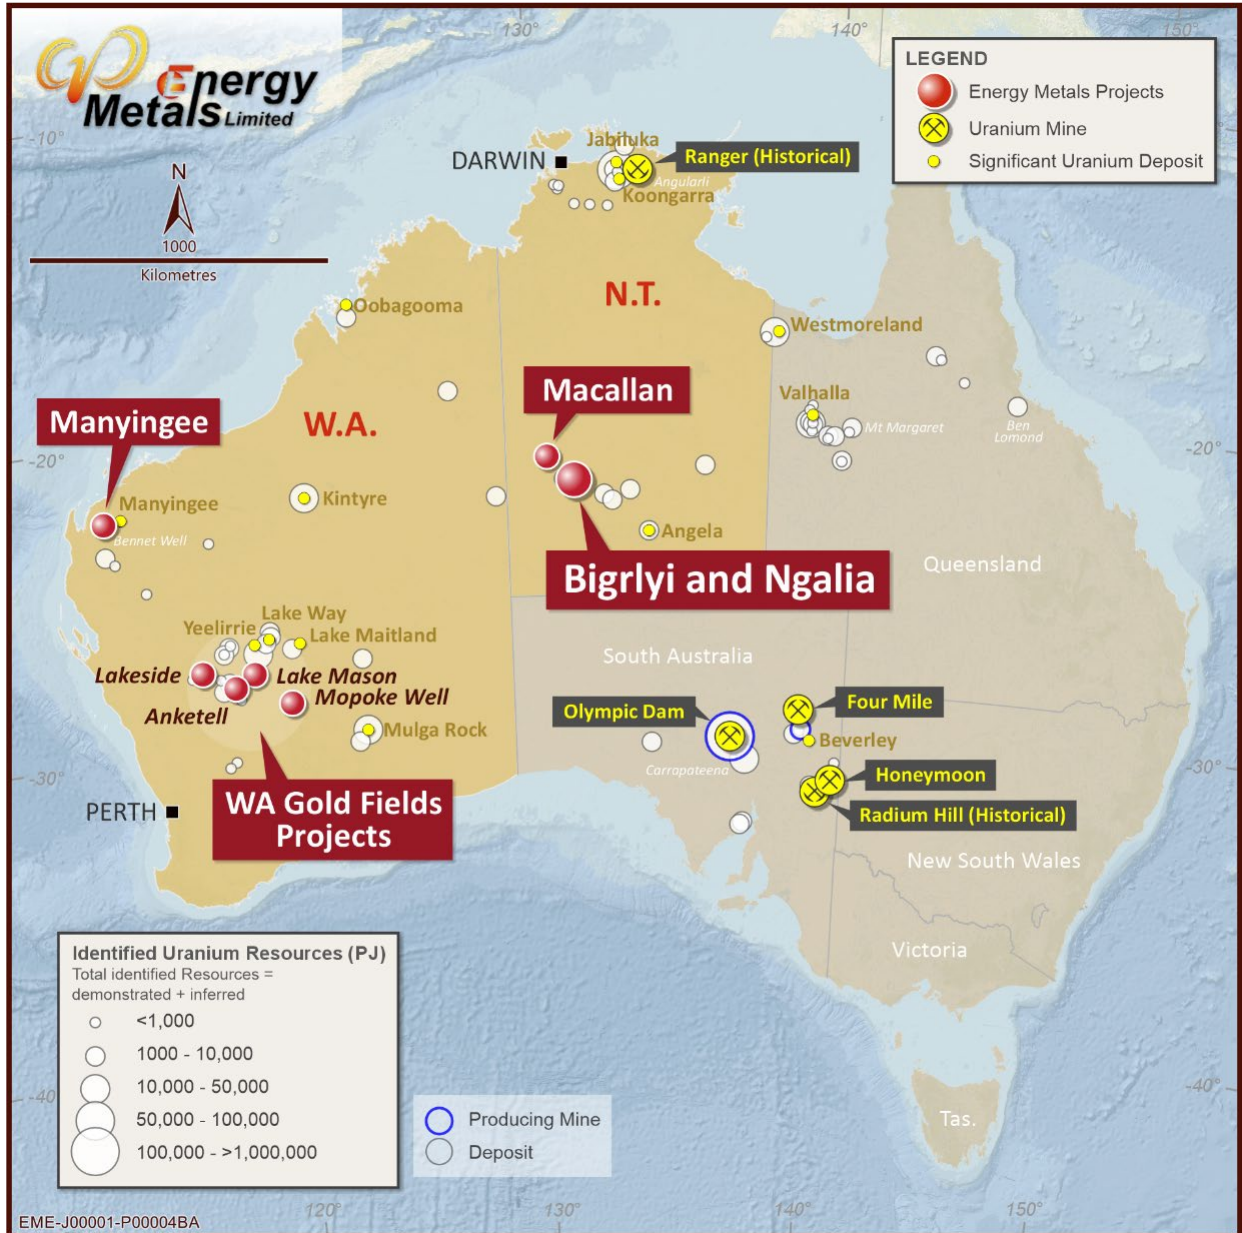 Energy
Metals Limited
130°
140°
150°
LEGEND
Energy Metals Projects
Uranium Mine
Significant Uranium Deposit
-10°
N
1000
Kilometres
DARWIN
Jabiluka
Ranger (Historical)
Angularli
Koongarra
N.T.
Oobagooma
Westmoreland
Macallan
Valhalla
Manyingee
W.A.
Mt Margaret
Ben
Lomond
-20°
-20°
Kintyre
Manyingee
Bennet Well
Angela
Bigrlyi and Ngalia
Queensland
Lake Way
Yeelirrie
Lake Maitland
South Australia
Lakeside
Lake Mason
Mopoke Well
Anketell
Four Mile
Olympic Dam
Mulga Rock
Beverley
Carrapateena
-30°
-30°
Honeymoon
WA Gold Fields
Projects
PERTH
Radium Hill (Historical)
New South Wales
Victoria
Identified Uranium Resources (PJ)
Total identified Resources =
demonstrated + inferred
<1,000
1000 - 10,000
10,000 - 50,000
50,000 - 100,000
100,000 - >1,000,000
-40°
-40°
Producing Mine
Deposit
Tas.
120°
130°
140°
150°
EME-J00001-P00004BA